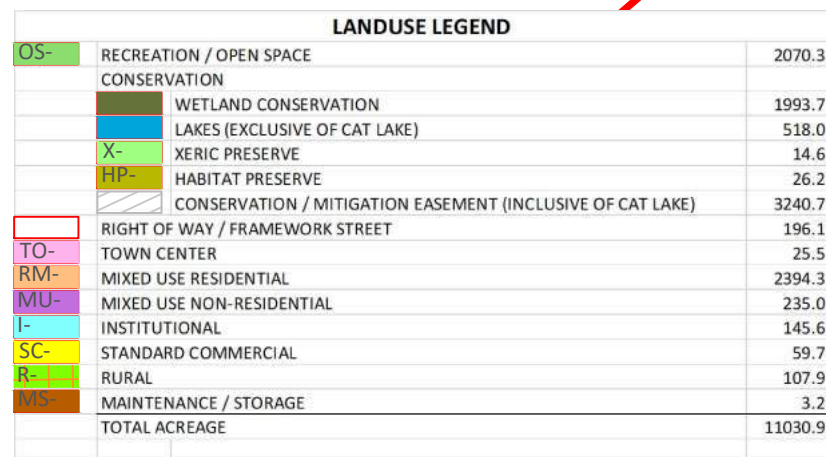 LANDUSE LEGEND
OS- RECREATION / OPEN SPACE 2070.3
CONSERVATION
WETLAND CONSERVATION 1993.7
LAKES (EXCLUSIVE OF CAT LAKE) 518.0
X- XERIC PRESERVE 14.6
HP- HABITAT PRESERVE 26.2
CONSERVATION / MITIGATION EASEMENT (INCLUSIVE OF CAT LAKE) 3240.7
RIGHT OF WAY / FRAMEWORK STREET 196.1
TO- TOWN CENTER 25.5
RM- MIXED USE RESIDENTIAL 2394.3
MU- MIXED USE NON-RESIDENTIAL 235.0
I- INSTITUTIONAL 145.6
SC- STANDARD COMMERCIAL 59.7
R- RURAL 107.9
MS- MAINTENANCE / STORAGE 3.2
TOTAL ACREAGE 11030.9